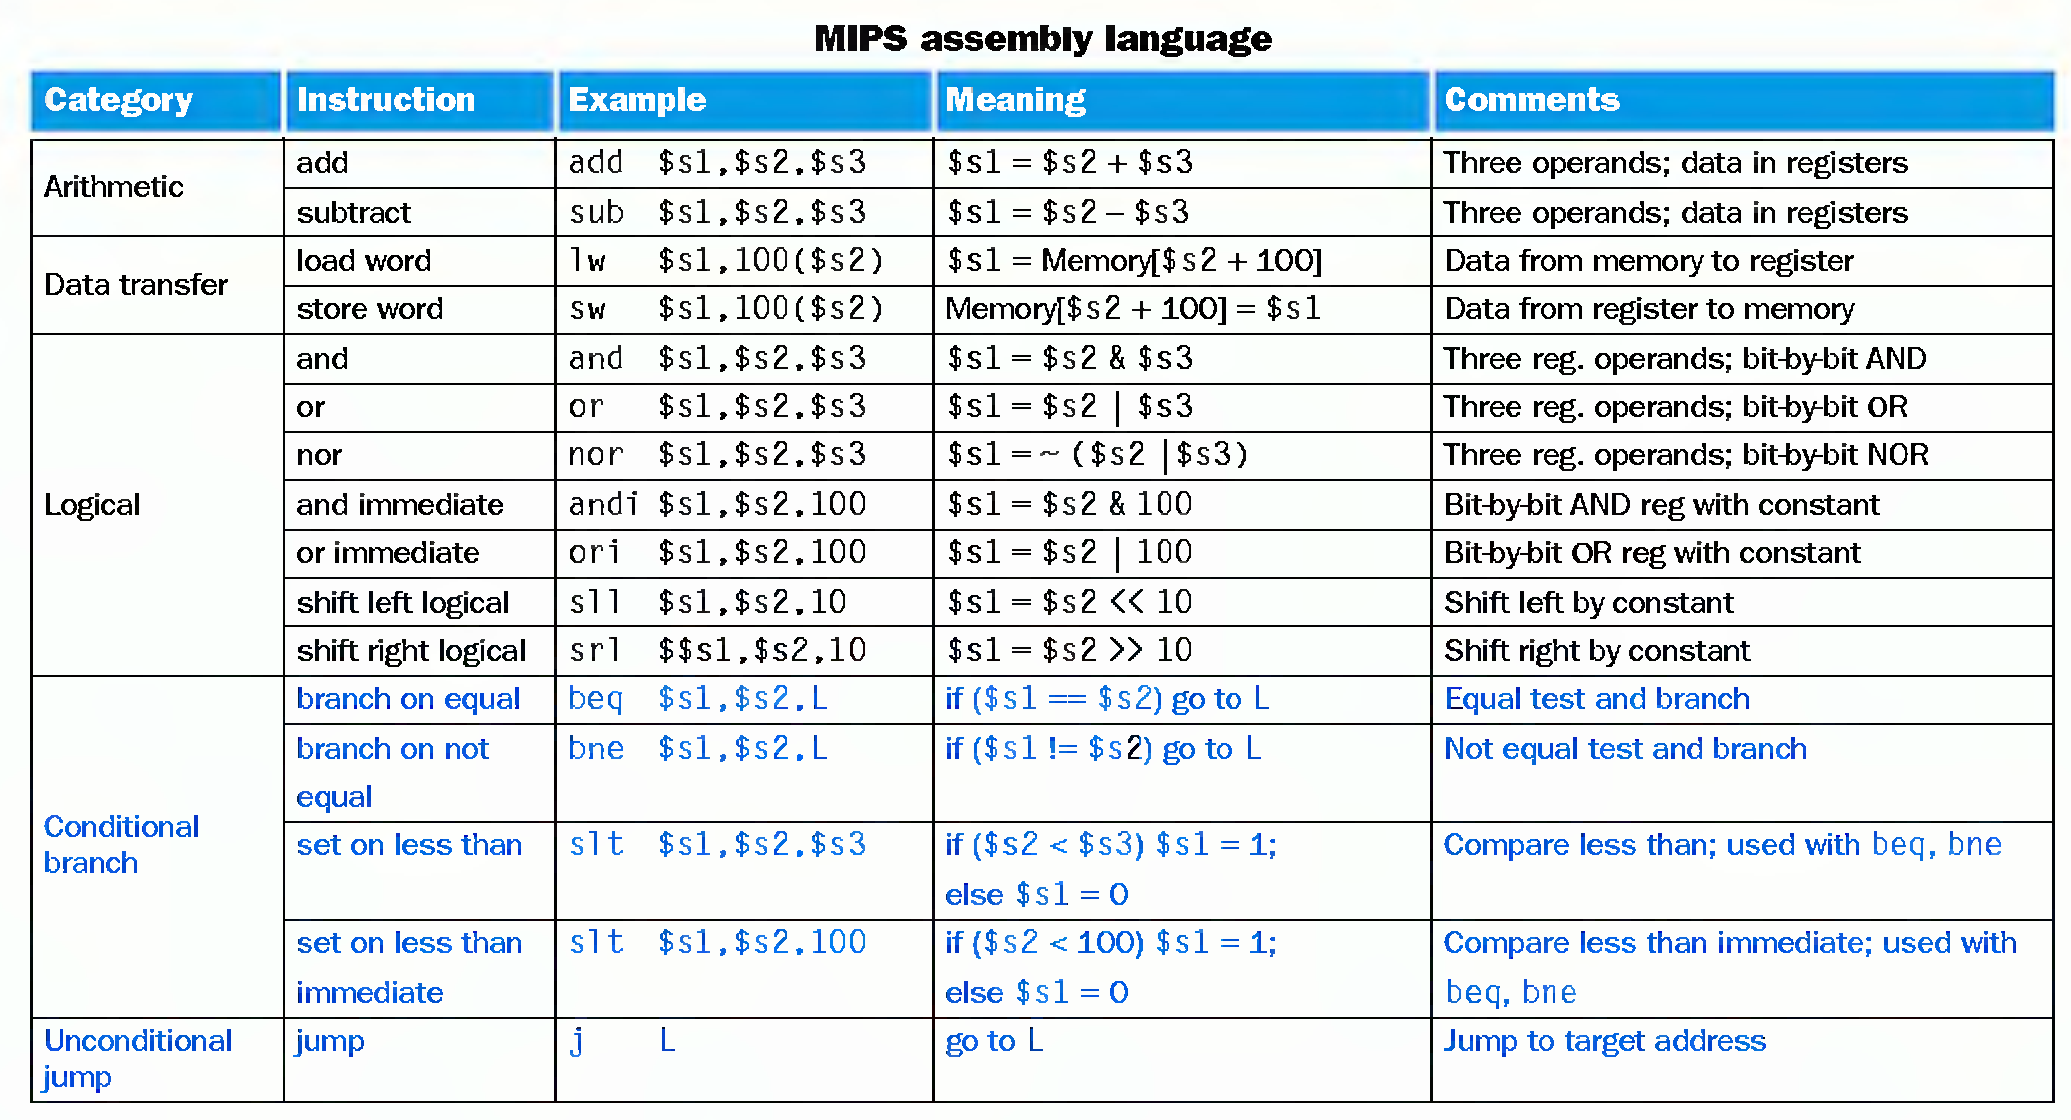 MIPS assembly language
Category Instruction Example Meaning Comments
Arithmetic
add add $s1,$s2.$s3 $s1 = $s2 + $s3 Three operands; data in registers
subtract sub $s1,$s2.$s3 $s1 = $s2 – $s3 Three operands; data in registers
Data transfer
load word lw $s1,100($s2) $s1 = Memory[$s2 + 100] Data from memory to register
store word sw $s1,100($s2) Memory[$s2 + 100] = $s1 Data from register to memory
Logical
and and $s1,$s2.$s3 $s1 = $s2 & $s3 Three reg. operands; bit-by-bit AND
or or $s1,$s2.$s3 $s1 = $s2 | $s3 Three reg. operands; bit-by-bit OR
nor nor $s1,$s2.$s3 $s1 = ~ ($s2 |$s3) Three reg. operands; bit-by-bit NOR
and immediate andi $s1,$s2.100 $s1 = $s2 & 100 Bit-by-bit AND reg with constant
or immediate ori $s1,$s2.100 $s1 = $s2 | 100 Bit-by-bit OR reg with constant
shift left logical sll $s1,$s2.10 $s1 = $s2 << 10 Shift left by constant
shift right logical srl $$s1,$s2,10 $s1 = $s2 >> 10 Shift right by constant
Conditional
branch
branch on equal beq $s1,$s2.L if ($s1 == $s2) go to L Equal test and branch
branch on not bne $s1,$s2.L if ($s1 != $s2) go to L Not equal test and branch
equal
set on less than slt $s1,$s2.$s3 if ($s2 < $s3) $s1 = 1; Compare less than; used with beq, bne
else $s1 = 0
set on less than slt $s1,$s2.100 if ($s2 < 100) $s1 = 1; Compare less than immediate; used with
immediate else $s1 = 0 beq, bne
Unconditional jump j L go to L Jump to target address
jump